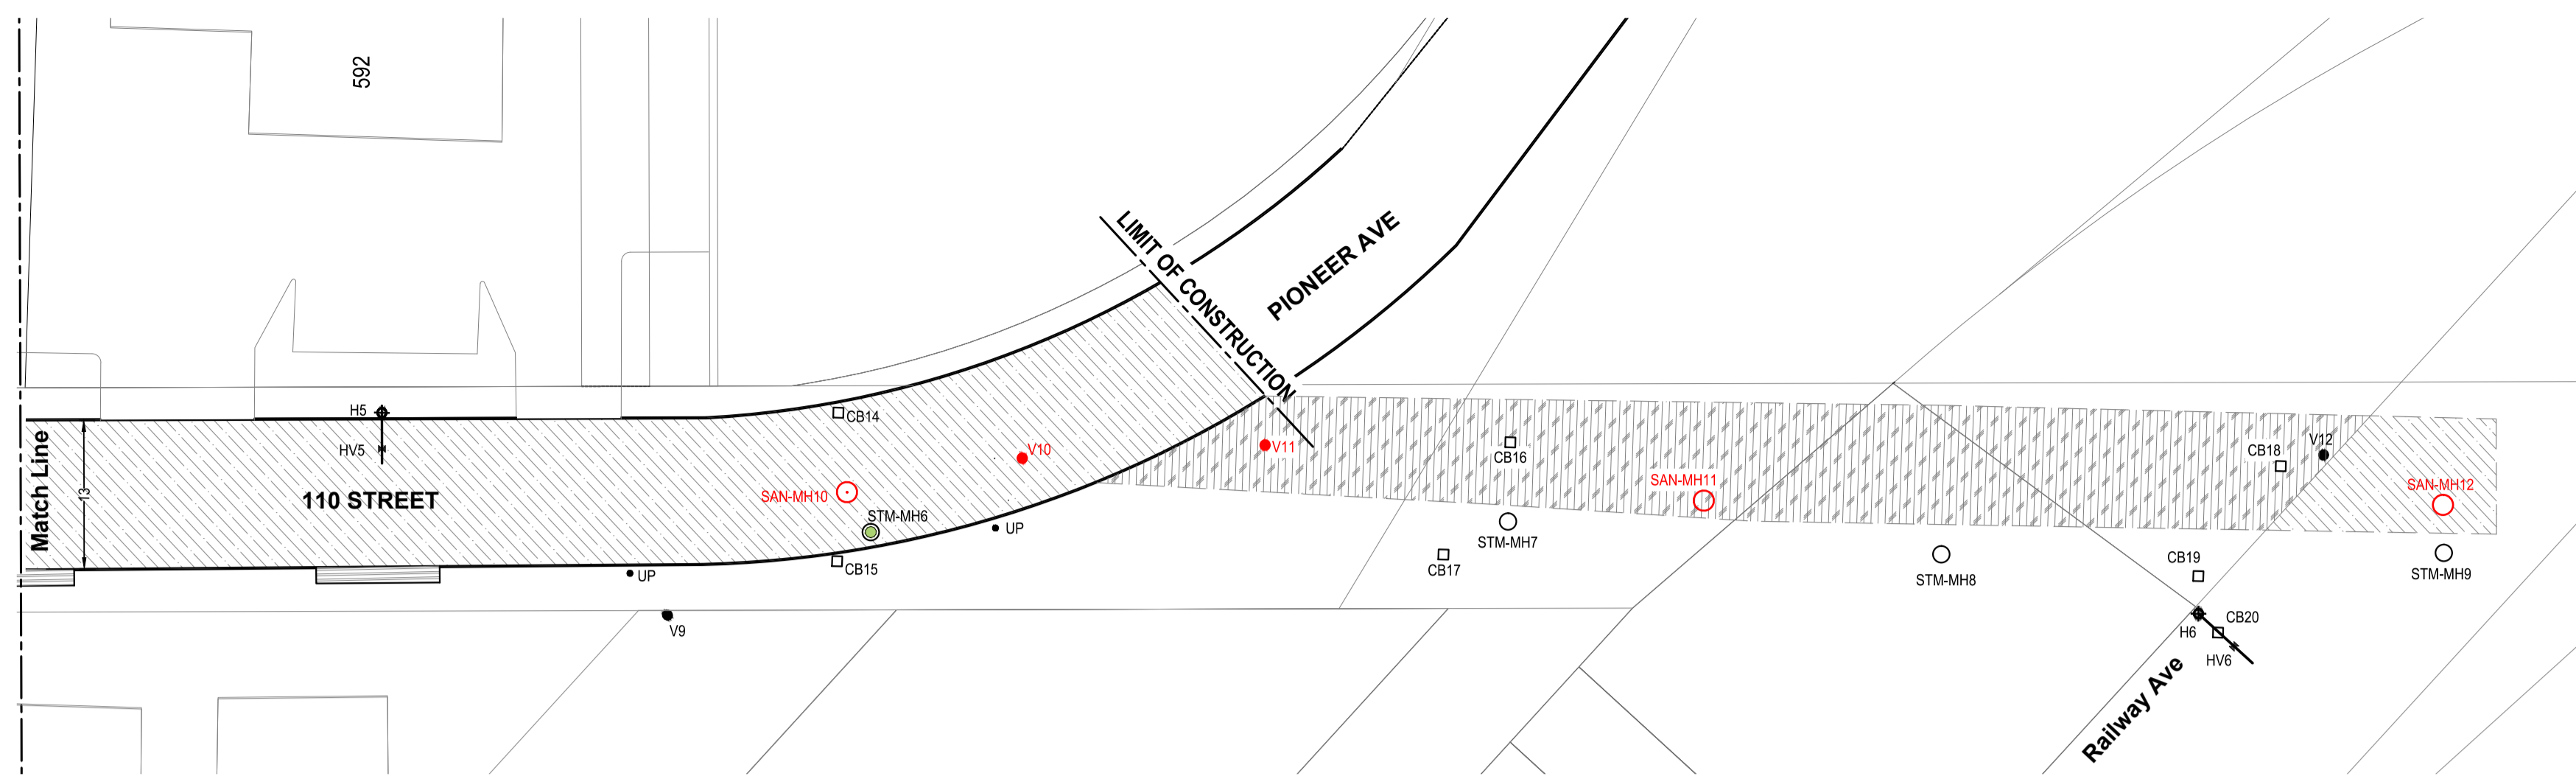 592
LIMIT OF CONSTRUCTION
PIONEER AVE
H5
CB14
HV5
Match Line
13
110 STREET
V10
V11
SAN-MH10
STM-MH6
UP
CB15
UP
V9
CB16
CB17
STM-MH7
SAN-MH11
STM-MH8
CB18
V12
SAN-MH12
CB19
STM-MH9
CB20
H6
HV6
Railway Ave